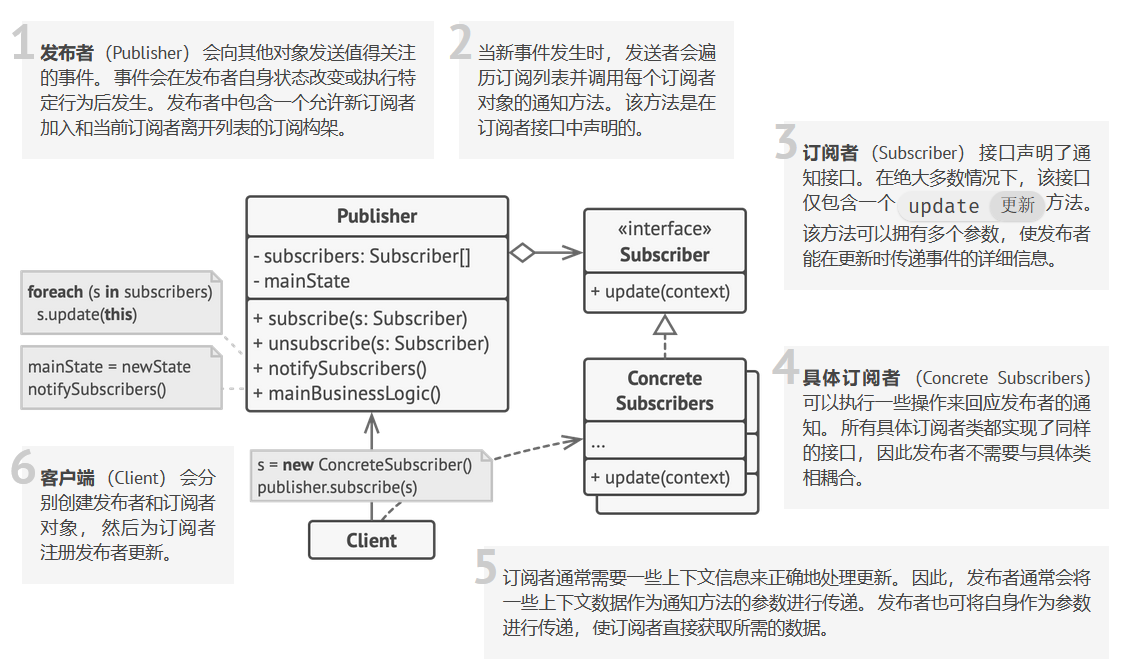 1
发布者（Publisher）会向其他对象发送值得关注
的事件。事件会在发布者自身状态改变或执行特
定行为后发生。发布者中包含一个允许新订阅者
加入和当前订阅者离开列表的订阅构架。
2
当新事件发生时，发送者会遍
历订阅列表并调用每个订阅者
对象的通知方法。该方法是在
订阅者接口中声明的。
3
订阅者（Subscriber）接口声明了通
知接口。在绝大多数情况下，该接口
仅包含一个 update 更新 方法。
该方法可以拥有多个参数，使发布者
能在更新时传递事件的详细信息。
Publisher
- subscribers: Subscriber[]
- mainState
+ subscribe(s: Subscriber)
+ unsubscribe(s: Subscriber)
+ notifySubscribers()
+ mainBusinessLogic()
«interface»
Subscriber
+ update(context)
foreach (s in subscribers)
s.update(this)
mainState = newState
notifySubscribers()
Concrete
Subscribers
...
+ update(context)
4
具体订阅者（Concrete Subscribers）
可以执行一些操作来回应发布者的通
知。所有具体订阅者类都实现了同样
的接口，因此发布者不需要与具体类
相耦合。
6
客户端（Client）会分
别创建发布者和订阅者
对象，然后为订阅者
注册发布者更新。
s = new ConcreteSubscriber()
publisher.subscribe(s)
Client
5
订阅者通常需要一些上下文信息来正确地处理更新。因此，发布者通常会将
一些上下文数据作为通知方法的参数进行传递。发布者也可将自身作为参数
进行传递，使订阅者直接获取所需的数据。